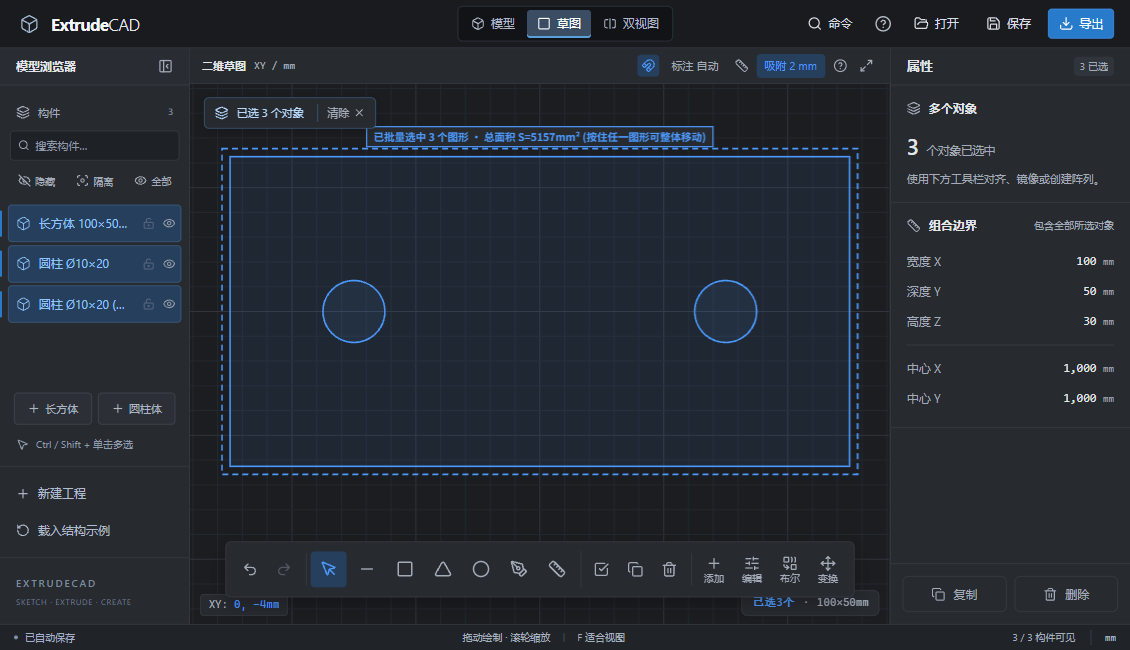 ExtrudeCAD
模型 草图 双视图
命令 打开 保存 导出
模型浏览器
二维草图 XY / mm
标注 自动
吸附 2 mm
属性
3 已选
构件 3
搜索构件...
隐藏 隔离 全部
长方体 100×50...
圆柱 Ø10×20
圆柱 Ø10×20 (...
长方体 圆柱体
Ctrl / Shift + 单击多选
新建工程
载入结构示例
EXTRUDECAD
SKETCH · EXTRUDE · CREATE
已选 3 个对象 清除
已批量选中 3 个图形 • 总面积 S=5157mm² (按住任一图形可整体移动)
添加 编辑 布尔 变换
XY: 0, −4mm
已选3个 · 100×50mm
多个对象
3 个对象已选中
使用下方工具栏对齐、镜像或创建阵列。
组合边界 包含全部所选对象
宽度 X 100 mm
深度 Y 50 mm
高度 Z 30 mm
中心 X 1,000 mm
中心 Y 1,000 mm
复制 删除
已自动保存
拖动绘制 · 滚轮缩放 F 适合视图
3 / 3 构件可见 mm